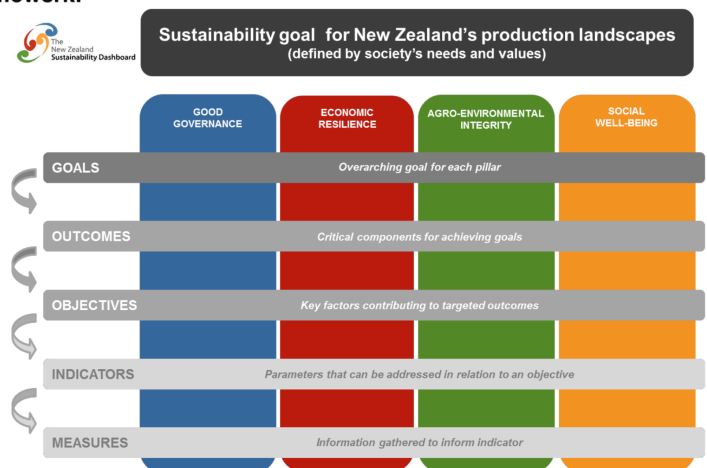 The
New Zealand
Sustainability Dashboard
Sustainability goal for New Zealand's production landscapes
(defined by society's needs and values)
GOOD
GOVERNANCE
ECONOMIC
RESILIENCE
AGRO-ENVIRONMENTAL
INTEGRITY
SOCIAL
WELL-BEING
GOALS
Overarching goal for each pillar
OUTCOMES
Critical components for achieving goals
OBJECTIVES
Key factors contributing to targeted outcomes
INDICATORS
Parameters that can be addressed in relation to an objective
MEASURES
Information gathered to inform indicator